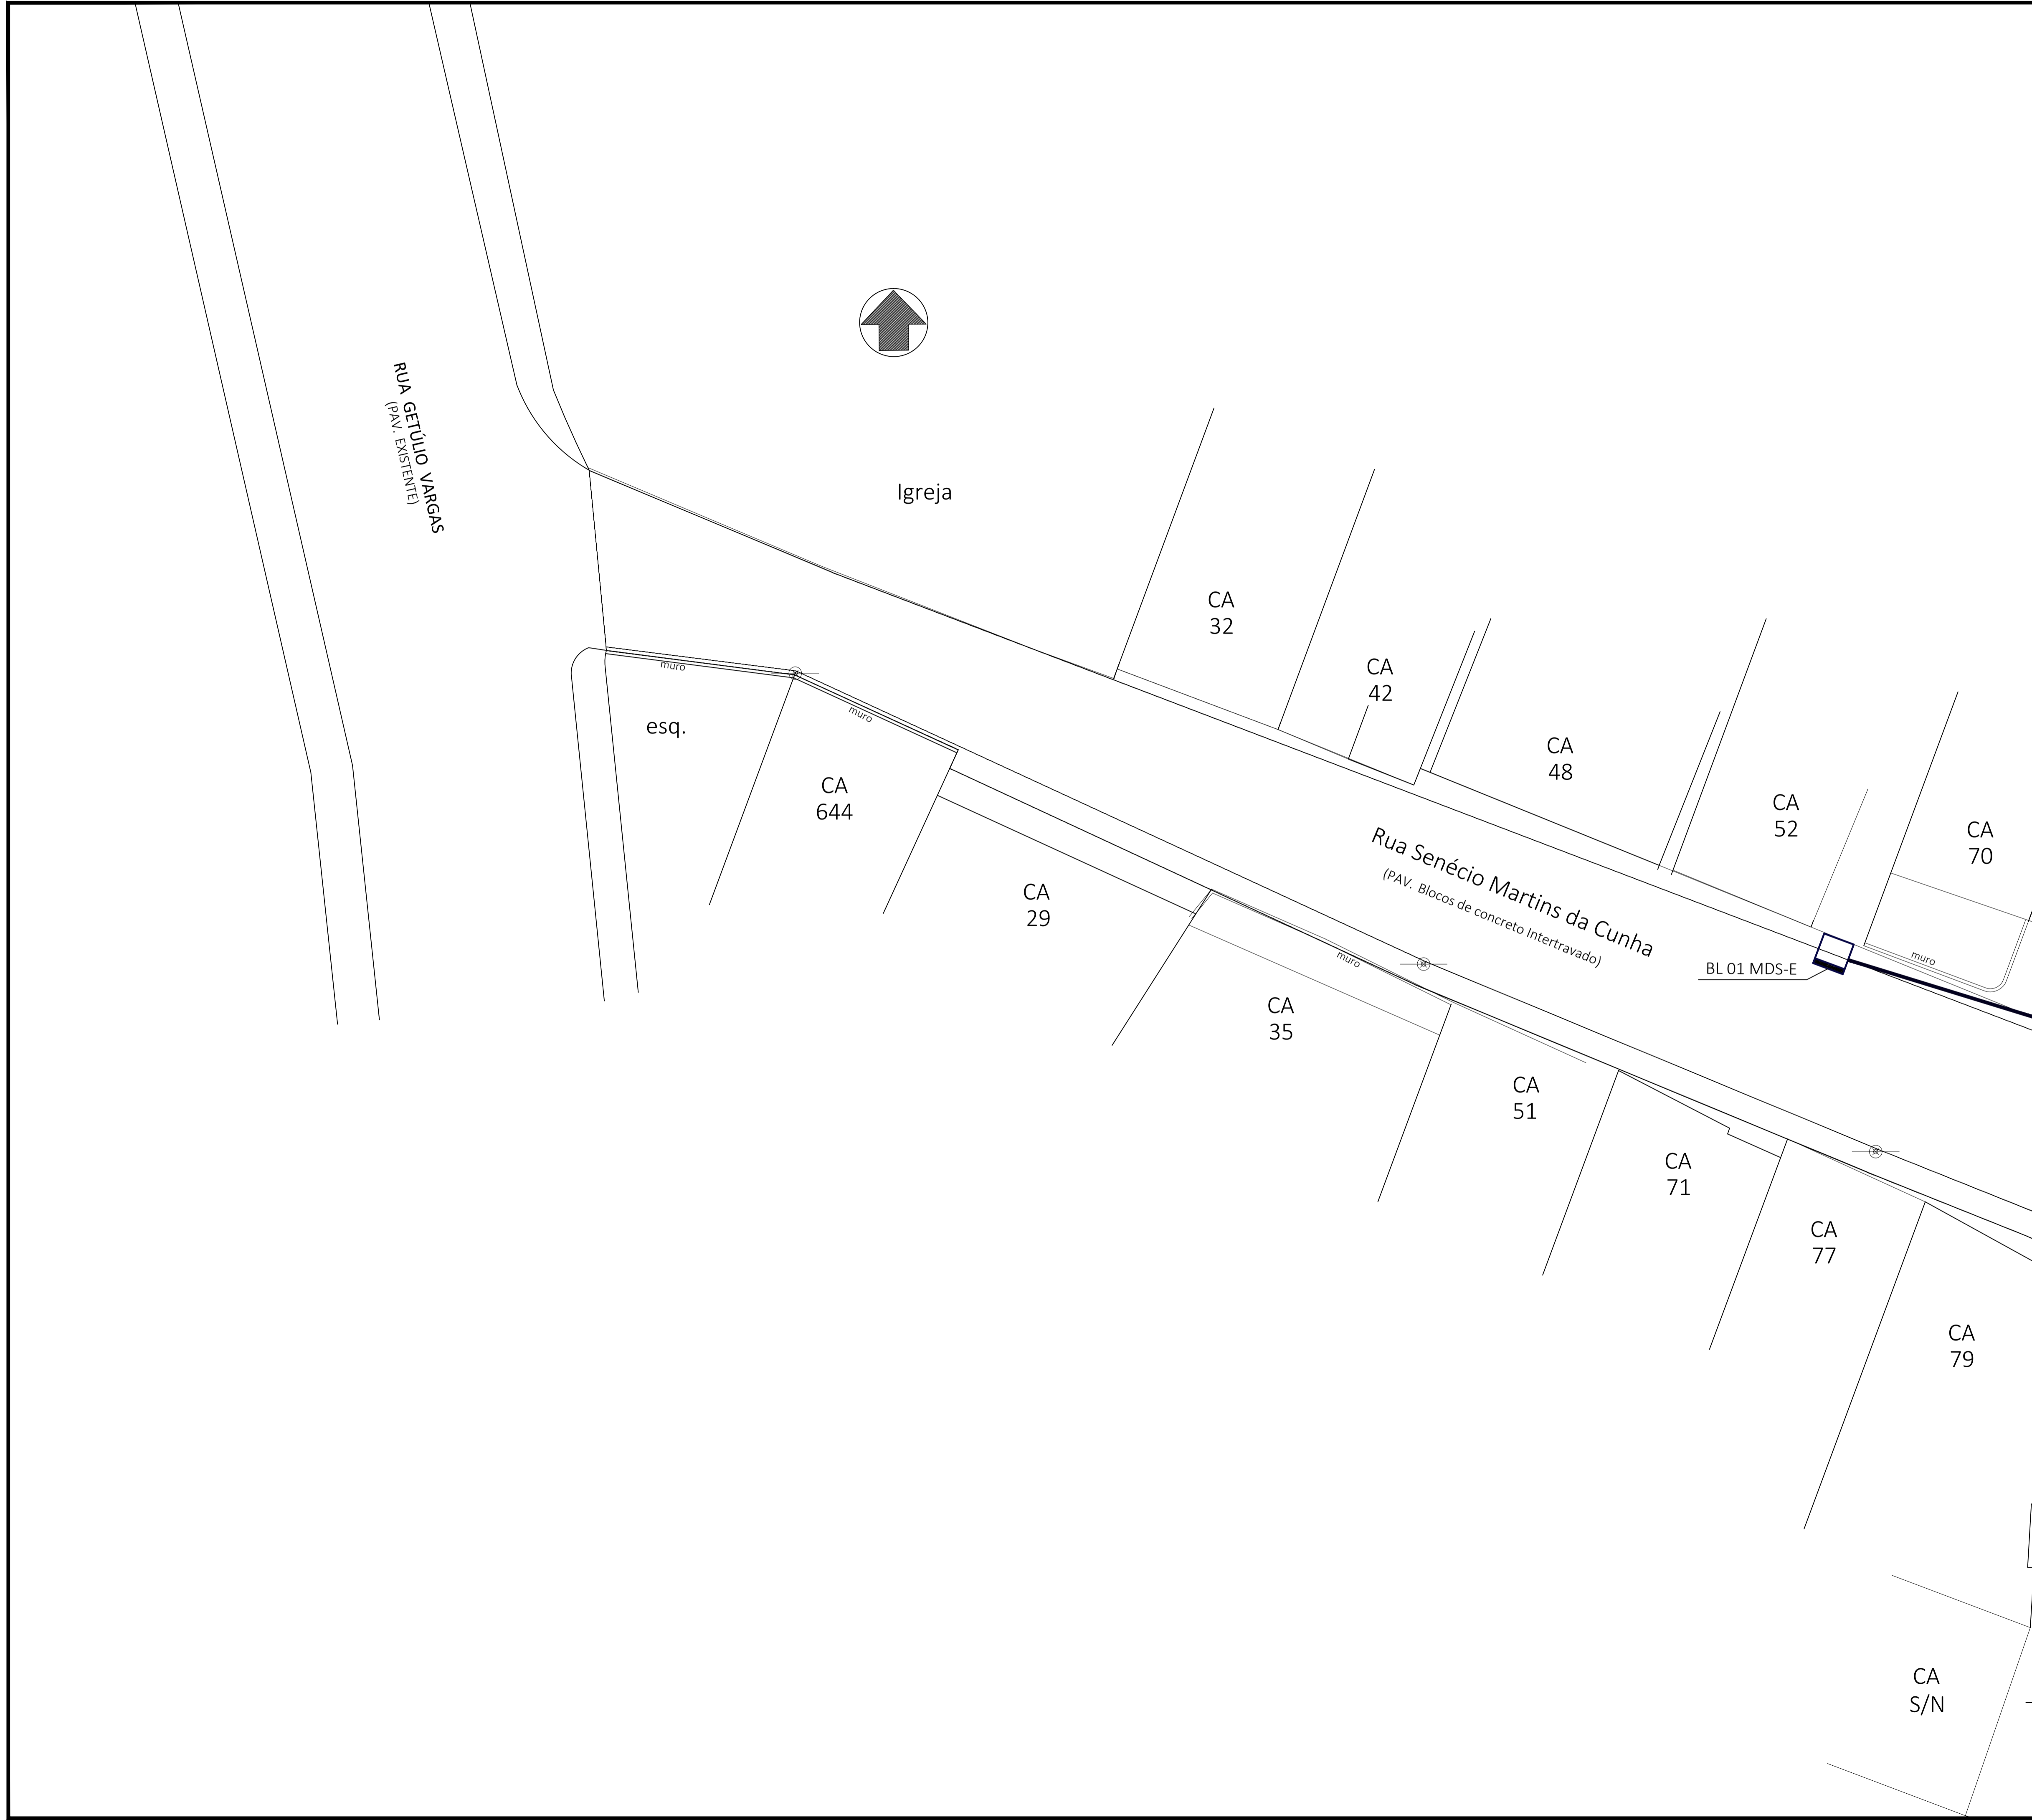 RUA GETÚLIO VARGAS
(PAV. EXISTENTE)
Igreja
CA
32
CA
42
CA
48
CA
52
CA
70
muro
esq.
muro
CA
644
CA
29
Rua Senécio Martins da Cunha
(PAV. Blocos de concreto Intertravado)
BL 01 MDS-E
muro
muro
CA
35
CA
51
CA
71
CA
77
CA
79
CA
S/N